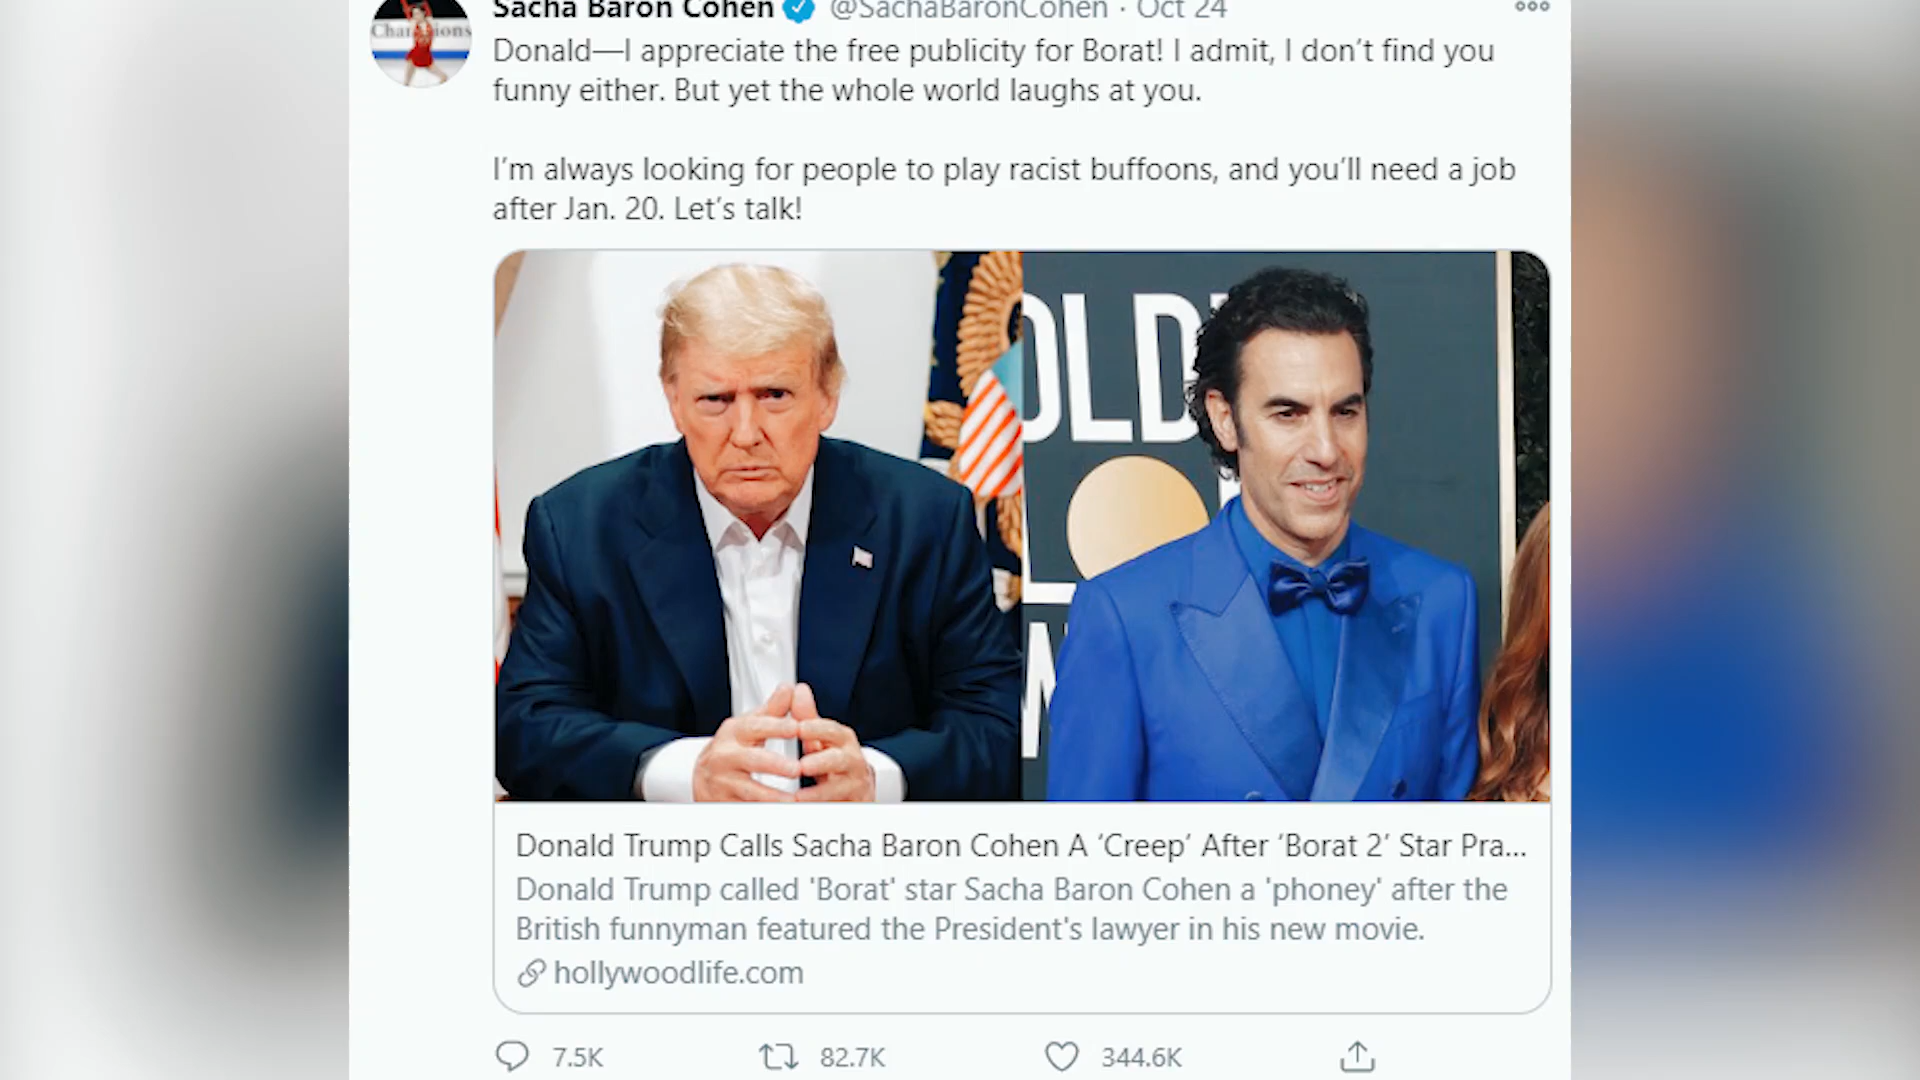 Sacha Baron Cohen @SachaBaronCohen · Oct 24
Donald—I appreciate the free publicity for Borat! I admit, I don’t find you
funny either. But yet the whole world laughs at you.
I’m always looking for people to play racist buffoons, and you’ll need a job
after Jan. 20. Let’s talk!
OLD
Donald Trump Calls Sacha Baron Cohen A ‘Creep’ After ‘Borat 2’ Star Pra...
Donald Trump called 'Borat' star Sacha Baron Cohen a 'phoney' after the
British funnyman featured the President's lawyer in his new movie.
hollywoodlife.com
7.5K 82.7K 344.6K